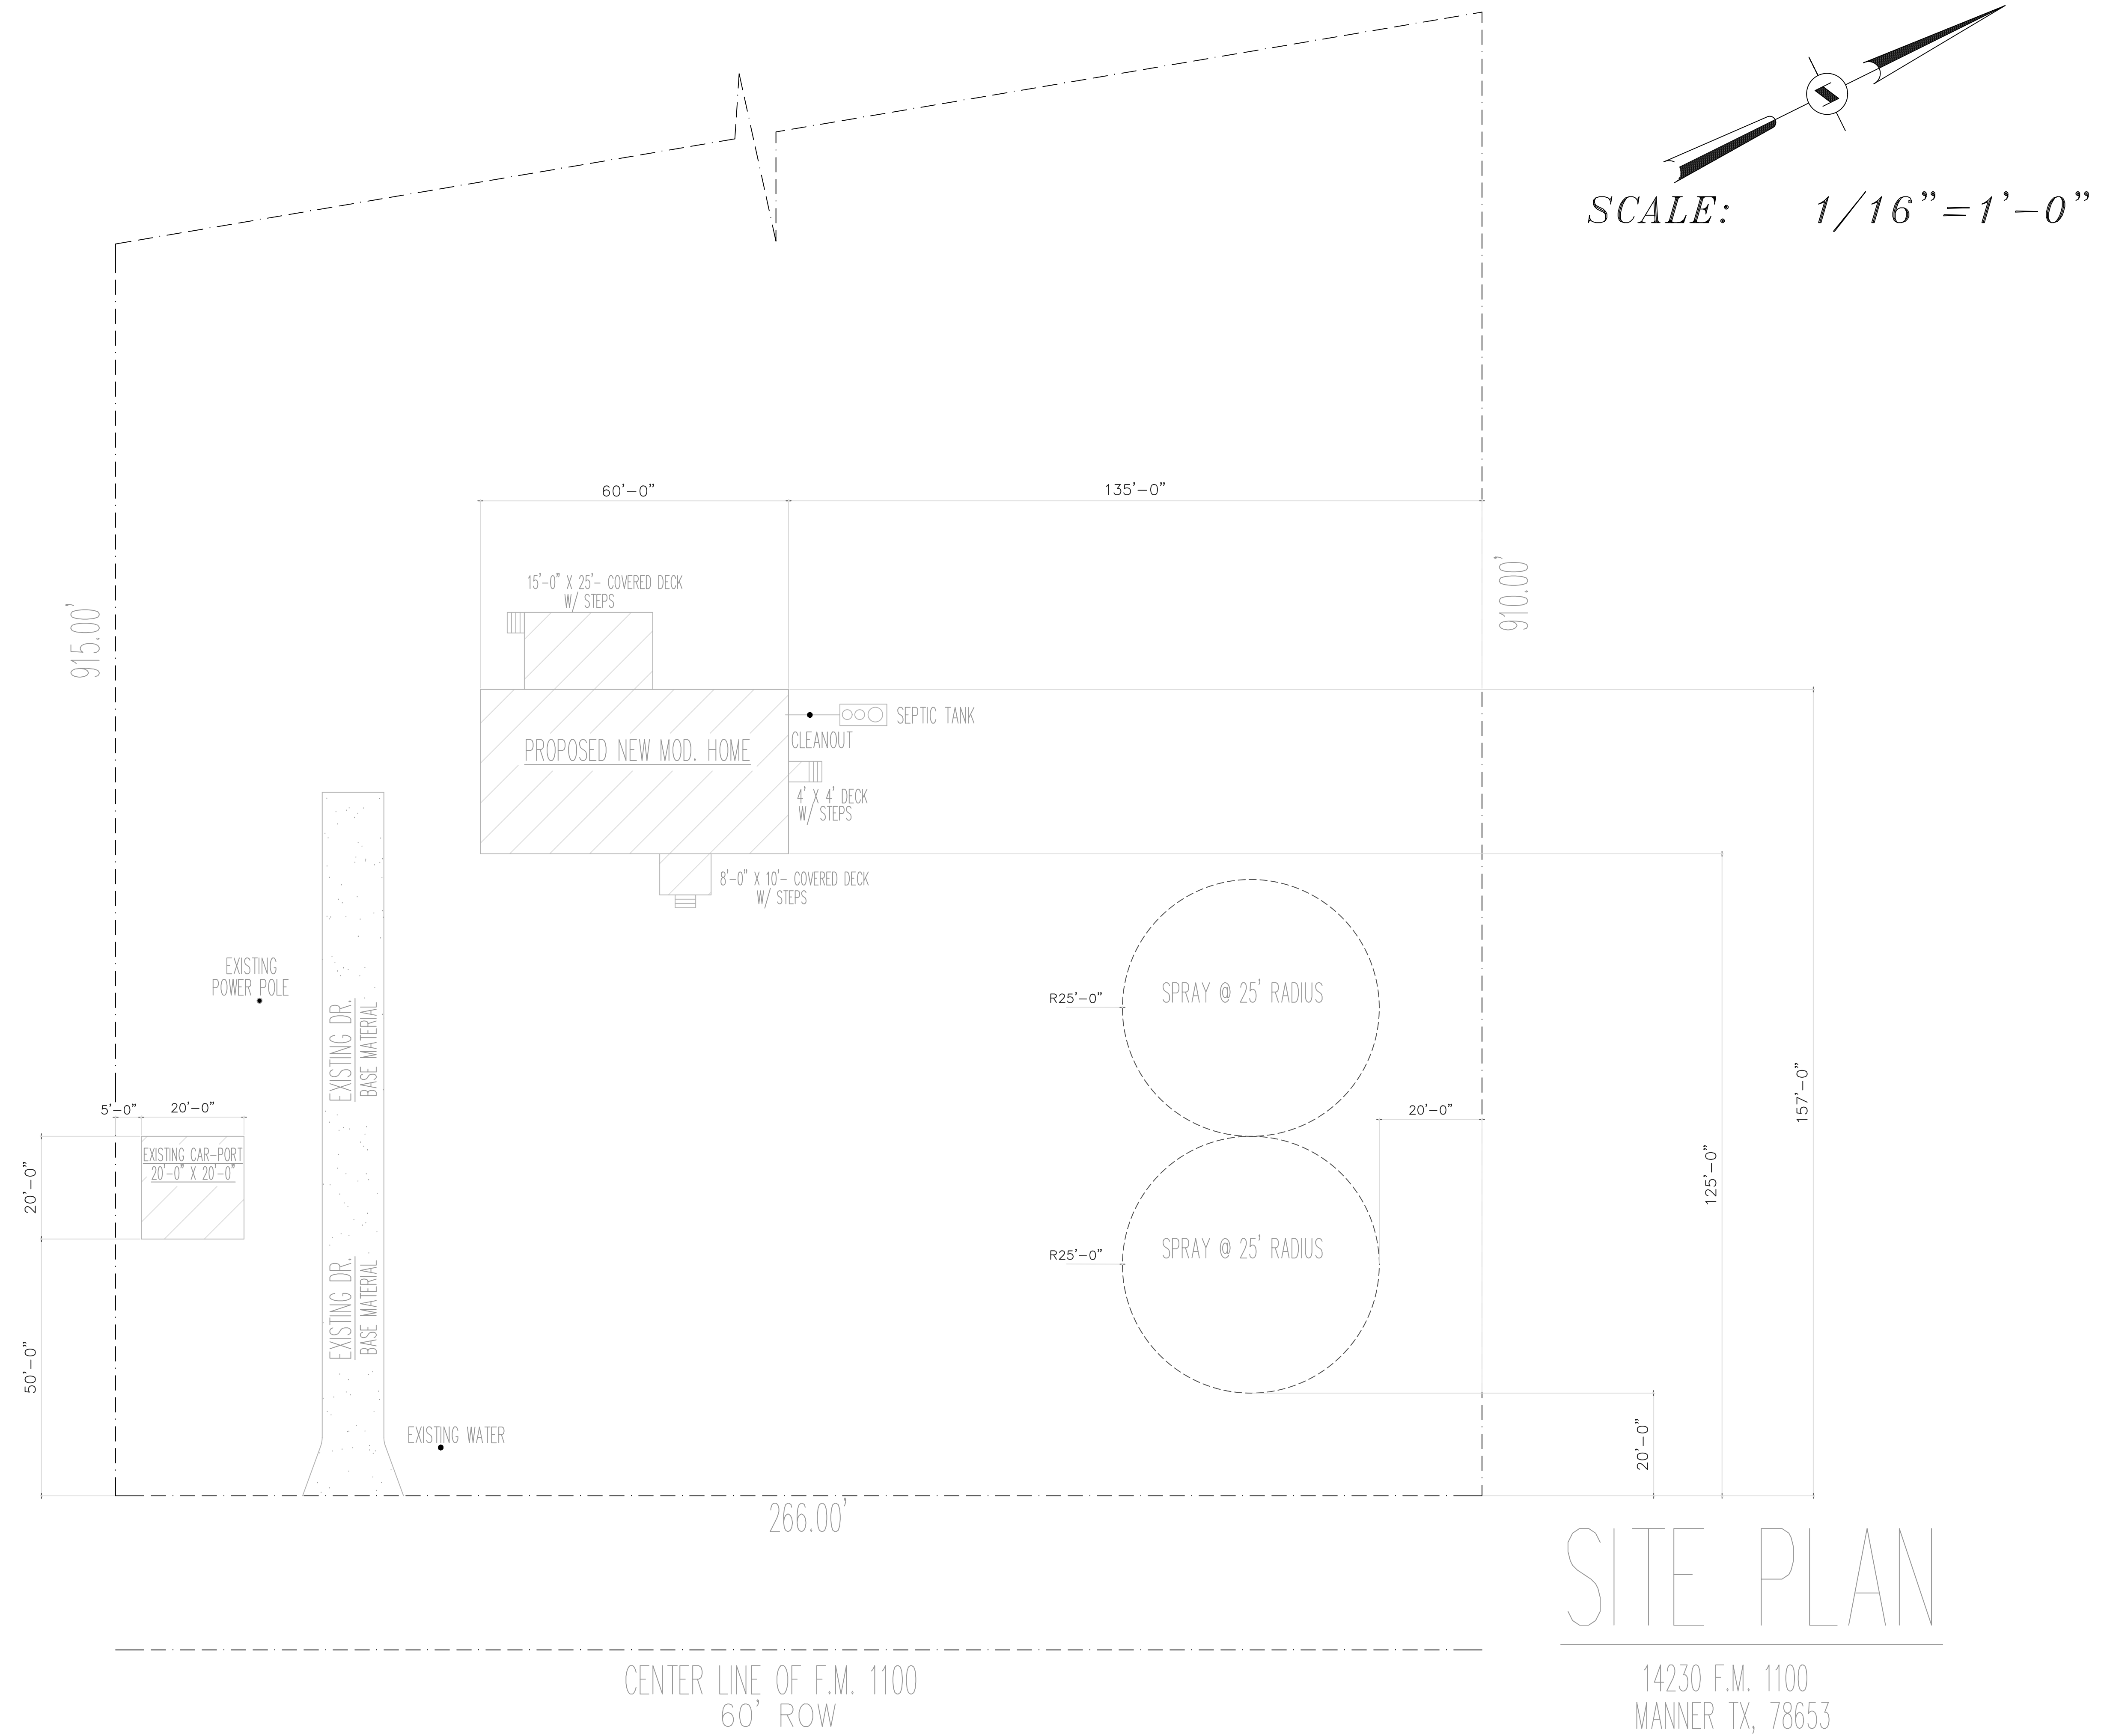 SCALE: 1/16"=1'-0"
60'-0"
135'-0"
15'-0" X 25'- COVERED DECK
W/ STEPS
915.00'
910.00'
SEPTIC TANK
CLEANOUT
PROPOSED NEW MOD. HOME
4' X 4' DECK
W/ STEPS
8'-0" X 10'- COVERED DECK
W/ STEPS
EXISTING
POWER POLE
EXISTING DR.
BASE MATERIAL
R25'-0"
SPRAY @ 25' RADIUS
5'-0"
20'-0"
20'-0"
157'-0"
125'-0"
EXISTING CAR-PORT
20'-0" X 20'-0"
20'-0"
R25'-0"
SPRAY @ 25' RADIUS
EXISTING DR.
BASE MATERIAL
50'-0"
EXISTING WATER
20'-0"
266.00'
SITE PLAN
CENTER LINE OF F.M. 1100
60' ROW
14230 F.M. 1100
MANNER TX, 78653